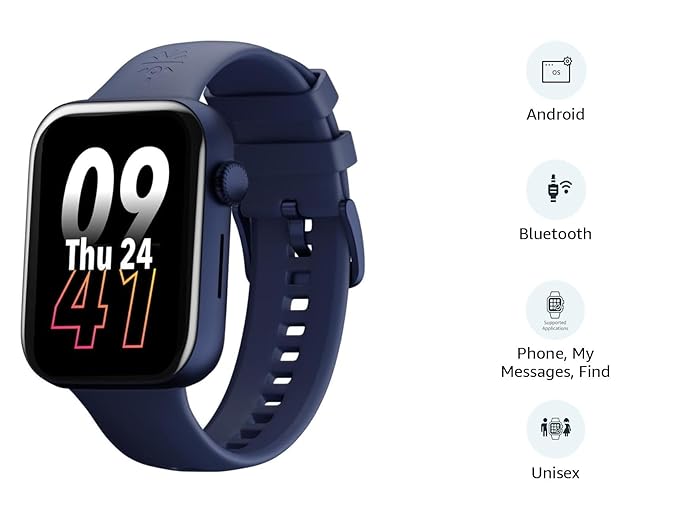 09
Thu 24
41
OS
Android
Bluetooth
Supported
Applications
Phone, My
Messages, Find
Unisex